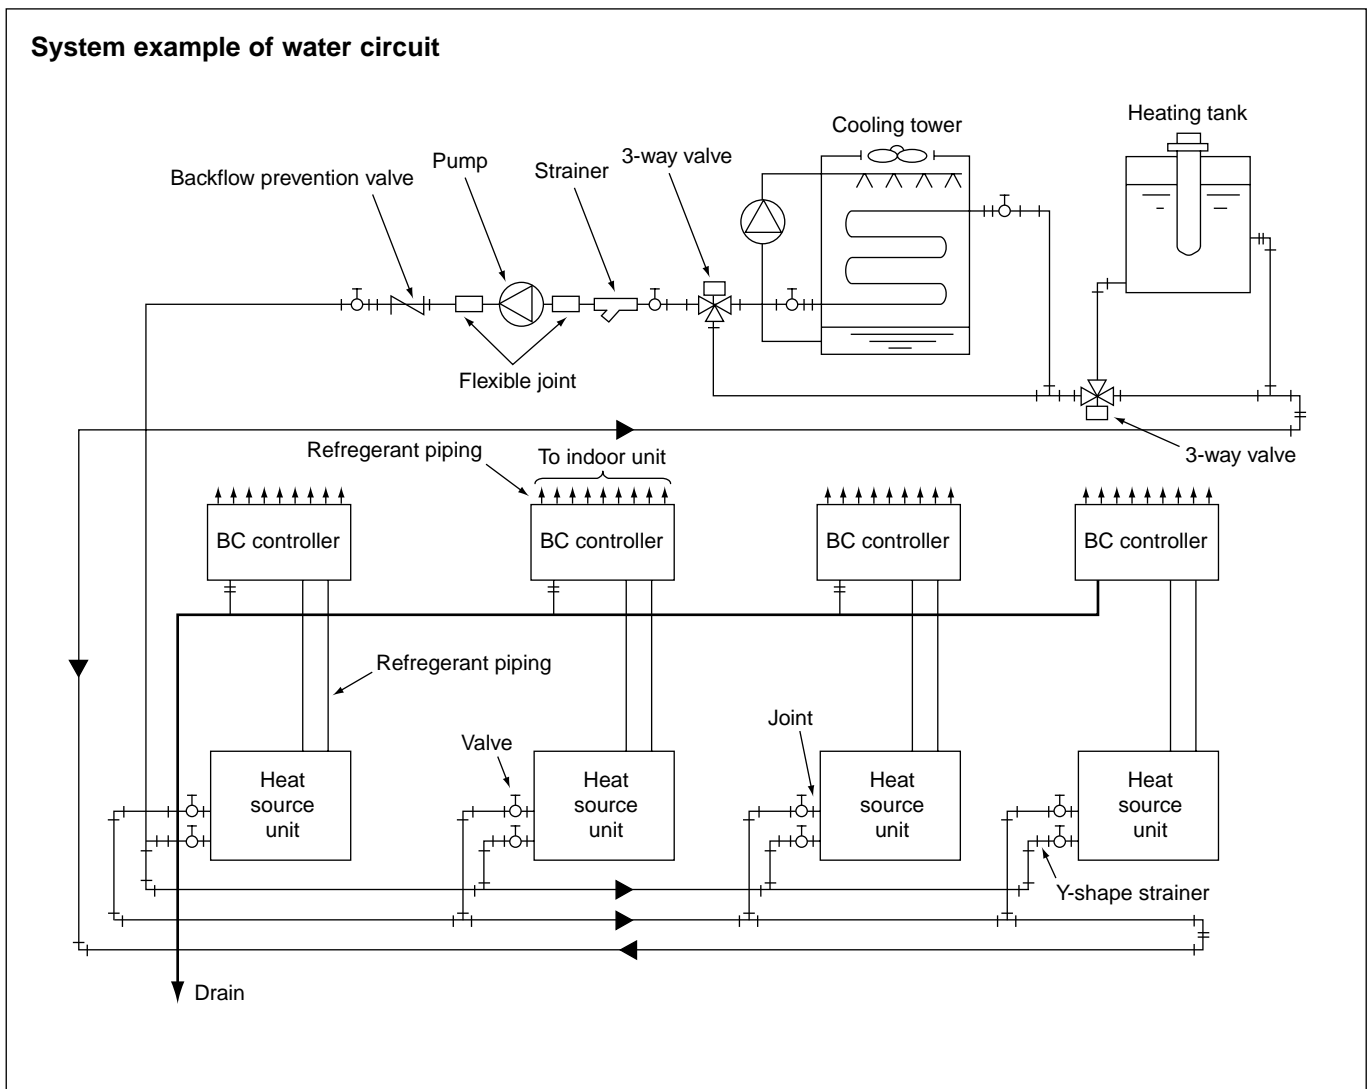 System example of water circuit
Heating tank
Cooling tower
3-way valve
Pump
Strainer
Backflow prevention valve
Flexible joint
Refregerant piping
To indoor unit
3-way valve
BC controller
BC controller
BC controller
BC controller
Refregerant piping
Joint
Valve
Heat
source
unit
Heat
source
unit
Heat
source
unit
Heat
source
unit
Y-shape strainer
Drain